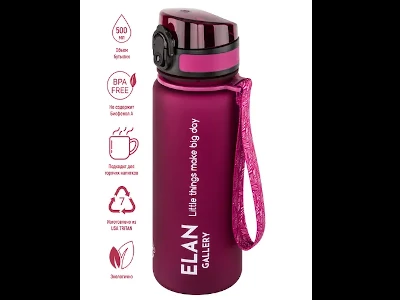 500
МЛ
Объем
бутылки
BPA
FREE
Не содержит
Бисфенол А
Подходит для
горячих напитков
7
Изготовлено из
USA TRITAN
Экологично
ELAN
GALLERY
Little things make big day